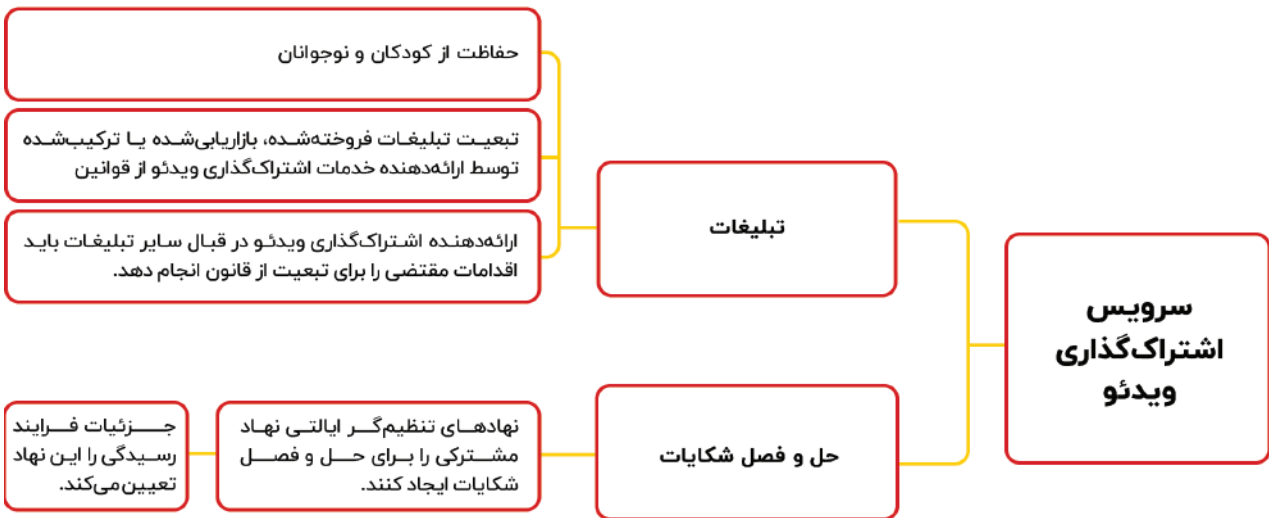 سرویس
اشتراک‌گذاری
ویدئو
تبلیغات
حفاظت از کودکان و نوجوانان
تبعیت تبلیغات فروخته‌شده، بازاریابی‌شده یا ترکیب‌شده
توسط ارائه‌دهنده خدمات اشتراک‌گذاری ویدئو از قوانین
ارائه‌دهنده اشتراک‌گذاری ویدئو در قبال سایر تبلیغات باید
اقدامات مقتضی را برای تبعیت از قانون انجام دهد.
حل و فصل شکایات
نهادهای تنظیم‌گر ایالتی نهاد
مشترکی را برای حل و فصل
شکایات ایجاد کنند.
جزئیات فرایند
رسیدگی را این نهاد
تعیین می‌کند.